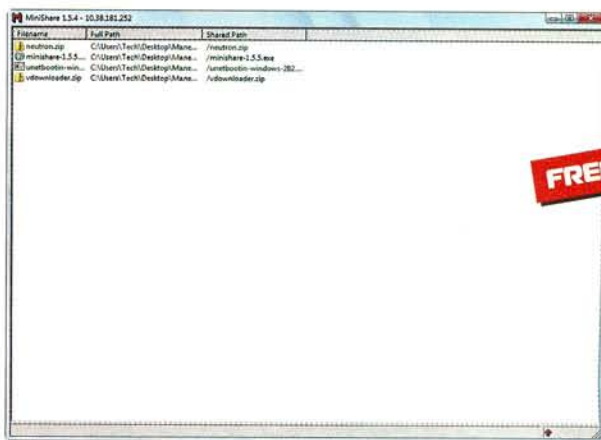 MiniShare 1.5.4 - 10.38.181.252
Filename Full Path Shared Path
neutron.zip C:\Users\Tech\Desktop\Mane... /neutron.zip
minishare-1.5.5.... C:\Users\Tech\Desktop\Mane... /minishare-1.5.5.exe
unetbootin-win... C:\Users\Tech\Desktop\Mane... /unetbootin-windows-282....
vdownloader.zip C:\Users\Tech\Desktop\Mane... /vdownloader.zip
FRE